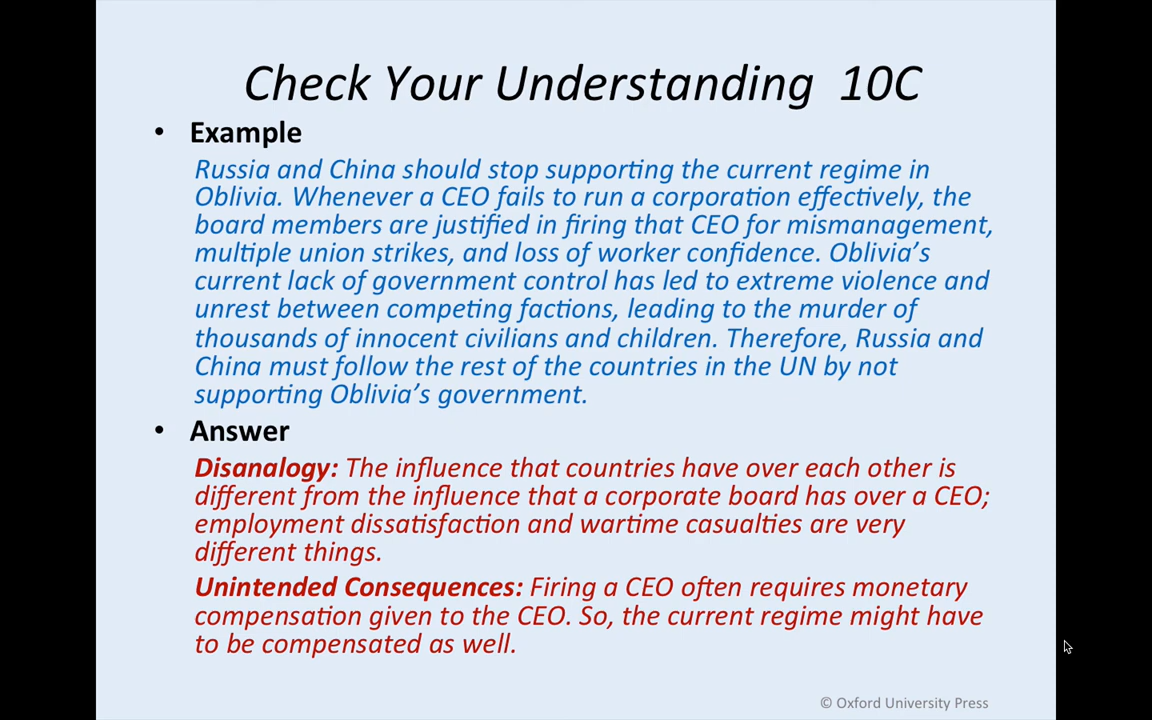 Check Your Understanding 10C
• Example
Russia and China should stop supporting the current regime in
Oblivia. Whenever a CEO fails to run a corporation effectively, the
board members are justified in firing that CEO for mismanagement,
multiple union strikes, and loss of worker confidence. Oblivia’s
current lack of government control has led to extreme violence and
unrest between competing factions, leading to the murder of
thousands of innocent civilians and children. Therefore, Russia and
China must follow the rest of the countries in the UN by not
supporting Oblivia’s government.
• Answer
Disanalogy: The influence that countries have over each other is
different from the influence that a corporate board has over a CEO;
employment dissatisfaction and wartime casualties are very
different things.
Unintended Consequences: Firing a CEO often requires monetary
compensation given to the CEO. So, the current regime might have
to be compensated as well.
© Oxford University Press